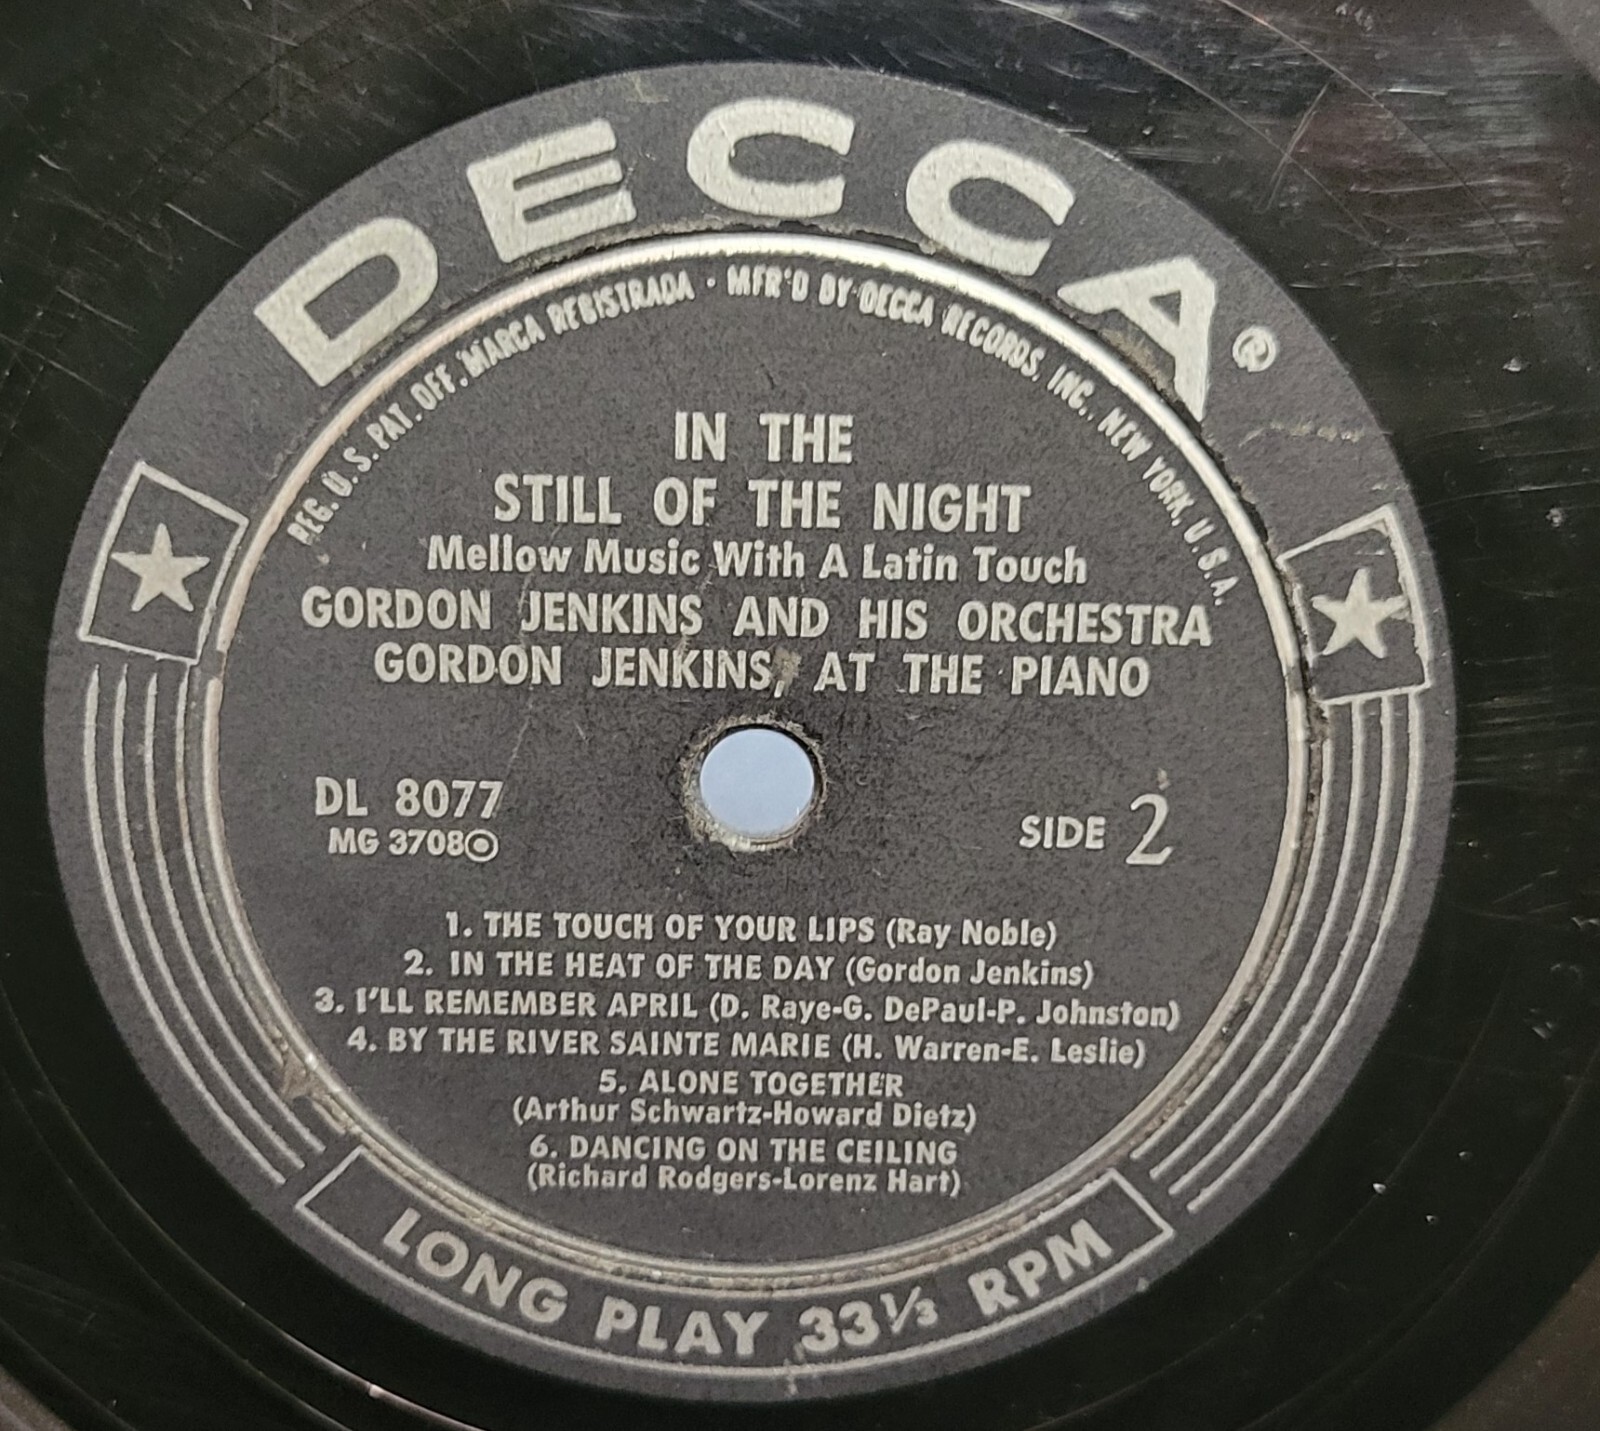 DECCA®
REG. U.S. PAT. OFF. MARCA REGISTRADA · MFR'D BY DECCA RECORDS, INC., NEW YORK, U.S.A.
IN THE
STILL OF THE NIGHT
Mellow Music With A Latin Touch
GORDON JENKINS AND HIS ORCHESTRA
GORDON JENKINS, AT THE PIANO
DL 8077
MG 3708
SIDE 2
1. THE TOUCH OF YOUR LIPS (Ray Noble)
2. IN THE HEAT OF THE DAY (Gordon Jenkins)
3. I'LL REMEMBER APRIL (D. Raye-G. DePaul-P. Johnston)
4. BY THE RIVER SAINTE MARIE (H. Warren-E. Leslie)
5. ALONE TOGETHER
(Arthur Schwartz-Howard Dietz)
6. DANCING ON THE CEILING
(Richard Rodgers-Lorenz Hart)
LONG PLAY 33⅓ RPM